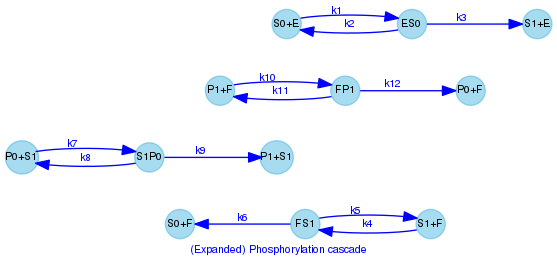 k1
S0+E
k2
ES0
k3
S1+E
k10
P1+F
k11
FP1
k12
P0+F
k7
P0+S1
k8
S1P0
k9
P1+S1
S0+F
k6
FS1
k5
k4
S1+F
(Expanded) Phosphorylation cascade